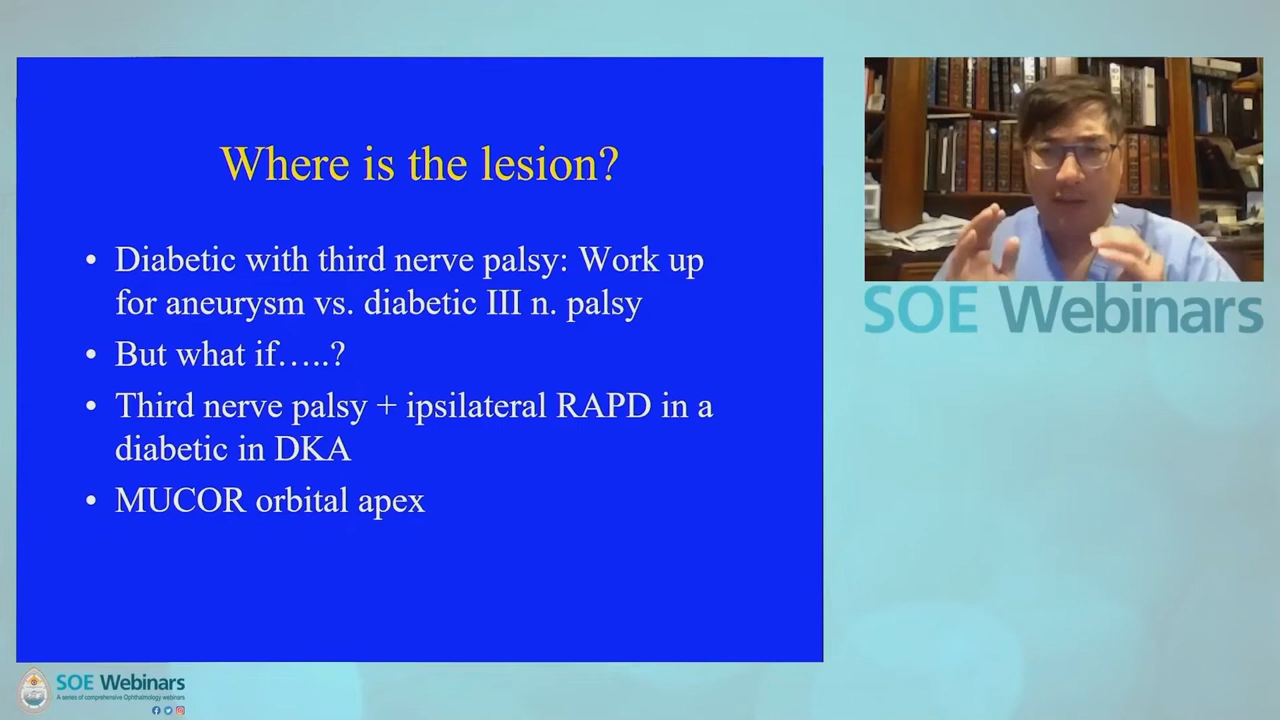 Where is the lesion?
• Diabetic with third nerve palsy: Work up
for aneurysm vs. diabetic III n. palsy
• But what if…..?
• Third nerve palsy + ipsilateral RAPD in a
diabetic in DKA
• MUCOR orbital apex
SOE Webinars
SOE Webinars
A series of comprehensive Ophthalmology webinars